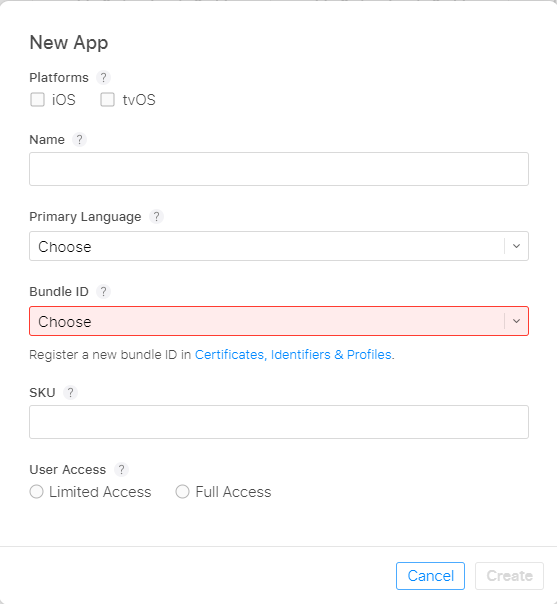 New App
Platforms ?
iOS tvOS
Name ?
Primary Language ?
Choose
Bundle ID ?
Choose
Register a new bundle ID in Certificates, Identifiers & Profiles.
SKU ?
User Access ?
Limited Access Full Access
Cancel Create